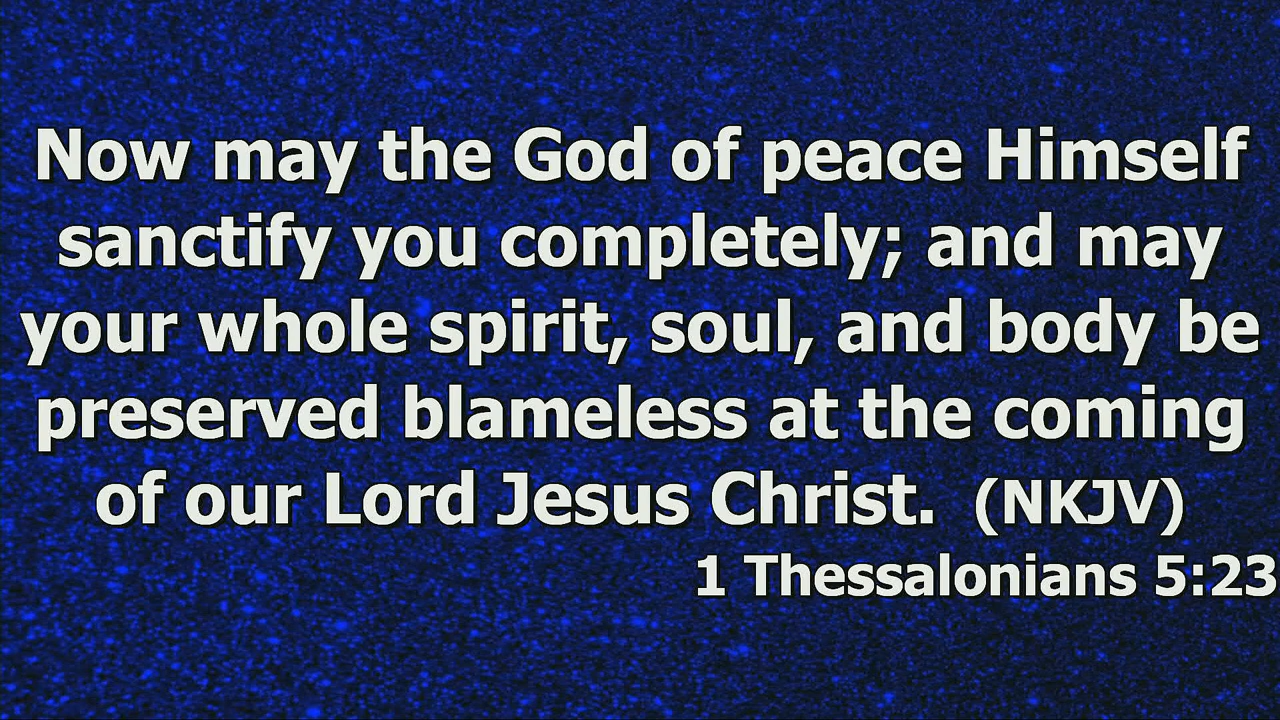 Now may the God of peace Himself
sanctify you completely; and may
your whole spirit, soul, and body be
preserved blameless at the coming
of our Lord Jesus Christ. (NKJV)
1 Thessalonians 5:23